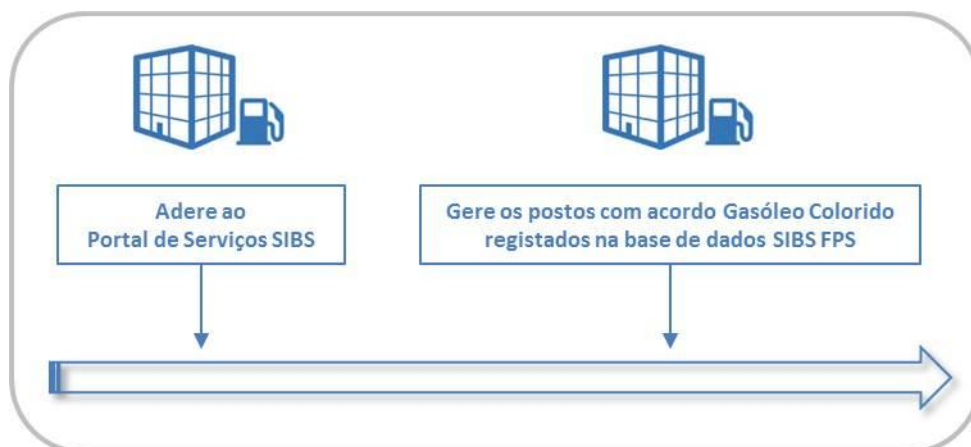 Adere ao
Portal de Serviços SIBS
Gere os postos com acordo Gasóleo Colorido
registados na base de dados SIBS FPS